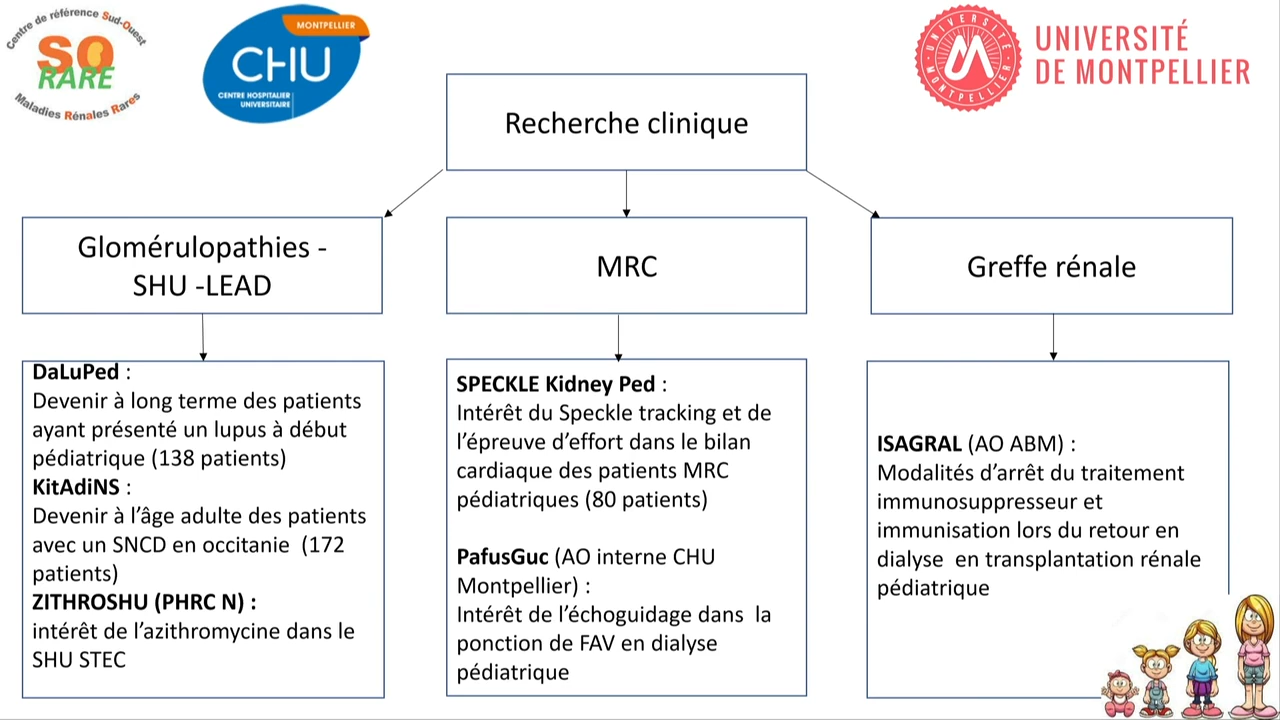 Centre de référence Sud-Ouest
SO
RARE
Maladies Rénales Rares
MONTPELLIER
CHU
CENTRE HOSPITALIER
UNIVERSITAIRE
UNIVERSITÉ
MONTPELLIER
UNIVERSITÉ
DE MONTPELLIER
Recherche clinique
Glomérulopathies -
SHU -LEAD
MRC
Greffe rénale
DaLuPed :
Devenir à long terme des patients
ayant présenté un lupus à début
pédiatrique (138 patients)
KitAdiNS :
Devenir à l’âge adulte des patients
avec un SNCD en occitanie  (172
patients)
ZITHROSHU (PHRC N) :
intérêt de l’azithromycine dans le
SHU STEC
SPECKLE Kidney Ped :
Intérêt du Speckle tracking et de
l’épreuve d’effort dans le bilan
cardiaque des patients MRC
pédiatriques (80 patients)
PafusGuc (AO interne CHU
Montpellier) :
Intérêt de l’échoguidage dans  la
ponction de FAV en dialyse
pédiatrique
ISAGRAL (AO ABM) :
Modalités d’arrêt du traitement
immunosuppresseur et
immunisation lors du retour en
dialyse  en transplantation rénale
pédiatrique